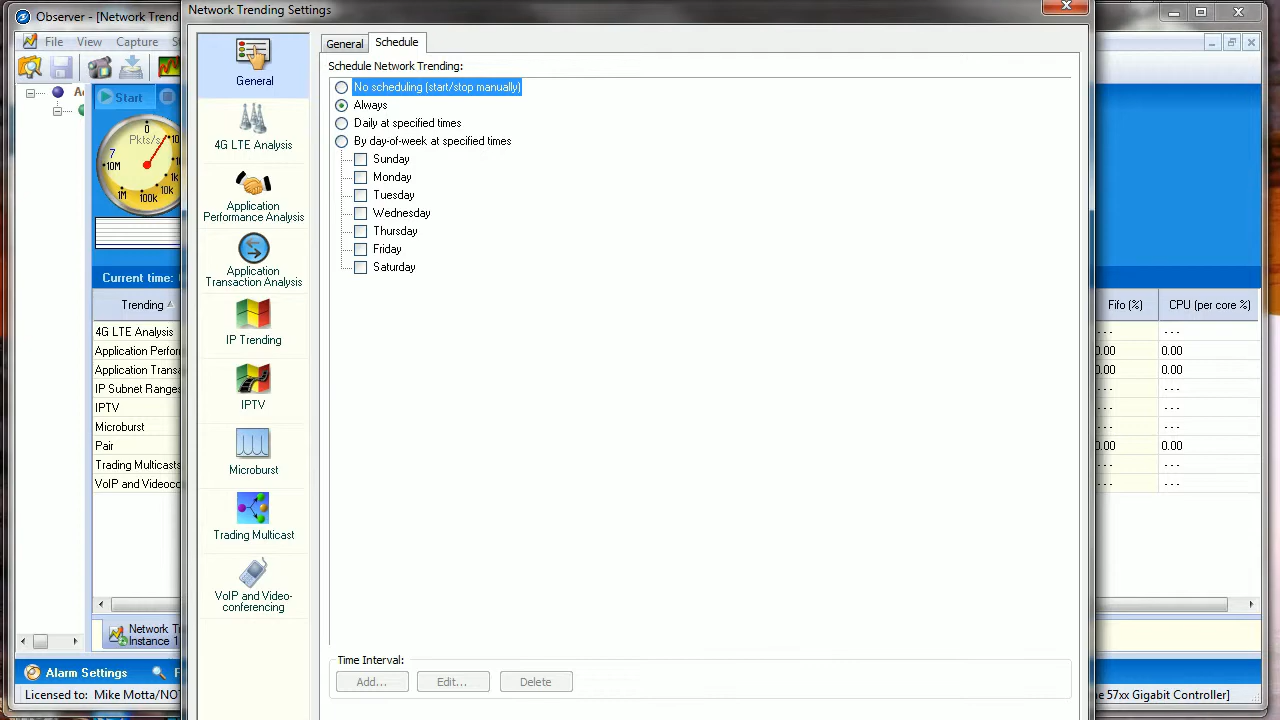 Observer - [Network Trend
Network Trending Settings
File View Capture
Start
0
Pkts/s
7
10M
1M
100k
10k
1k
Current time:
Trending
4G LTE Analysis
Application Perfor
Application Transa
IP Subnet Ranges
IPTV
Microburst
Pair
Trading Multicasts
VoIP and Videoco
Network Tr
Instance 1
Alarm Settings
Licensed to: Mike Motta/NO
General
4G LTE Analysis
Application
Performance Analysis
Application
Transaction Analysis
IP Trending
IPTV
Microburst
Trading Multicast
VoIP and Video-
conferencing
General Schedule
Schedule Network Trending:
No scheduling (start/stop manually)
Always
Daily at specified times
By day-of-week at specified times
Sunday
Monday
Tuesday
Wednesday
Thursday
Friday
Saturday
Time Interval:
Add... Edit... Delete
Fifo (%) CPU (per core %)
--- ---
0.00 0.00
0.00 0.00
--- ---
--- ---
--- ---
0.00 0.00
--- ---
--- ---
e 57xx Gigabit Controller]